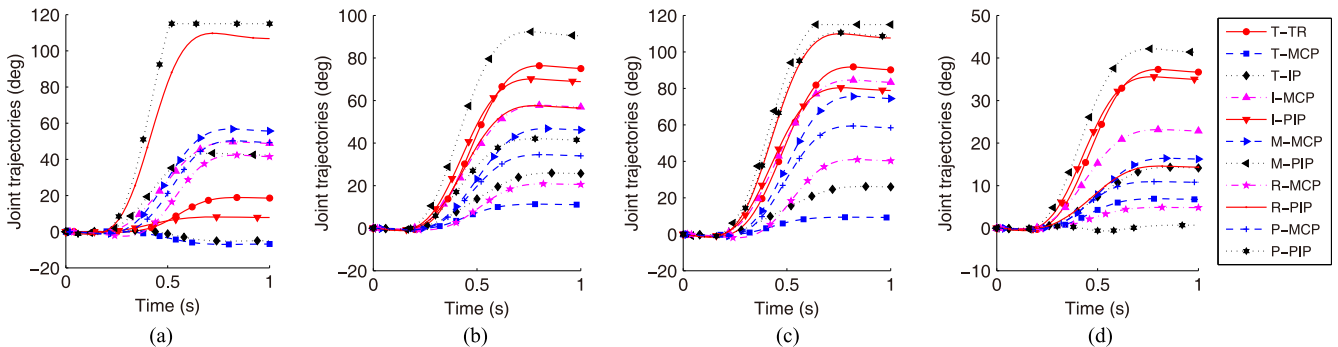 120
100
80
60
40
20
0
−20
Joint trajectories (deg)
0
0.5
1
Time (s)
(a)
100
80
60
40
20
0
−20
Joint trajectories (deg)
0
0.5
1
Time (s)
(b)
120
100
80
60
40
20
0
−20
Joint trajectories (deg)
0
0.5
1
Time (s)
(c)
50
40
30
20
10
0
−10
Joint trajectories (deg)
0
0.5
1
Time (s)
(d)
T−TR
T−MCP
T−IP
I−MCP
I−PIP
M−MCP
M−PIP
R−MCP
R−PIP
P−MCP
P−PIP